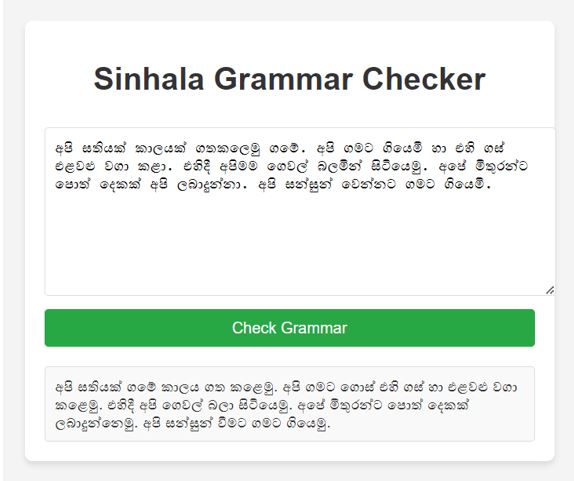 Sinhala Grammar Checker
අපි සතියක් කාලයක් ගතකලෙමු ගමේ. අපි ගමට ගියෙමි හා එහි ගස්
එළවළු වගා කළා. එහිදී අපිමම ගෙවල් බලමින් සිටියෙමු. අපේ මිතුරන්ට
පොත් දෙකක් අපි ලබාදුන්නා. අපි සන්සුන් වෙන්නට ගමට ගියෙමි.
Check Grammar
අපි සතියක් ගමේ කාලය ගත කළෙමු. අපි ගමට ගොස් එහි ගස් හා එළවළු වගා
කළෙමු. එහිදී අපි ගෙවල් බලා සිටියෙමු. අපේ මිතුරන්ට පොත් දෙකක්
ලබාදුන්නෙමු. අපි සන්සුන් වීමට ගමට ගියෙමු.